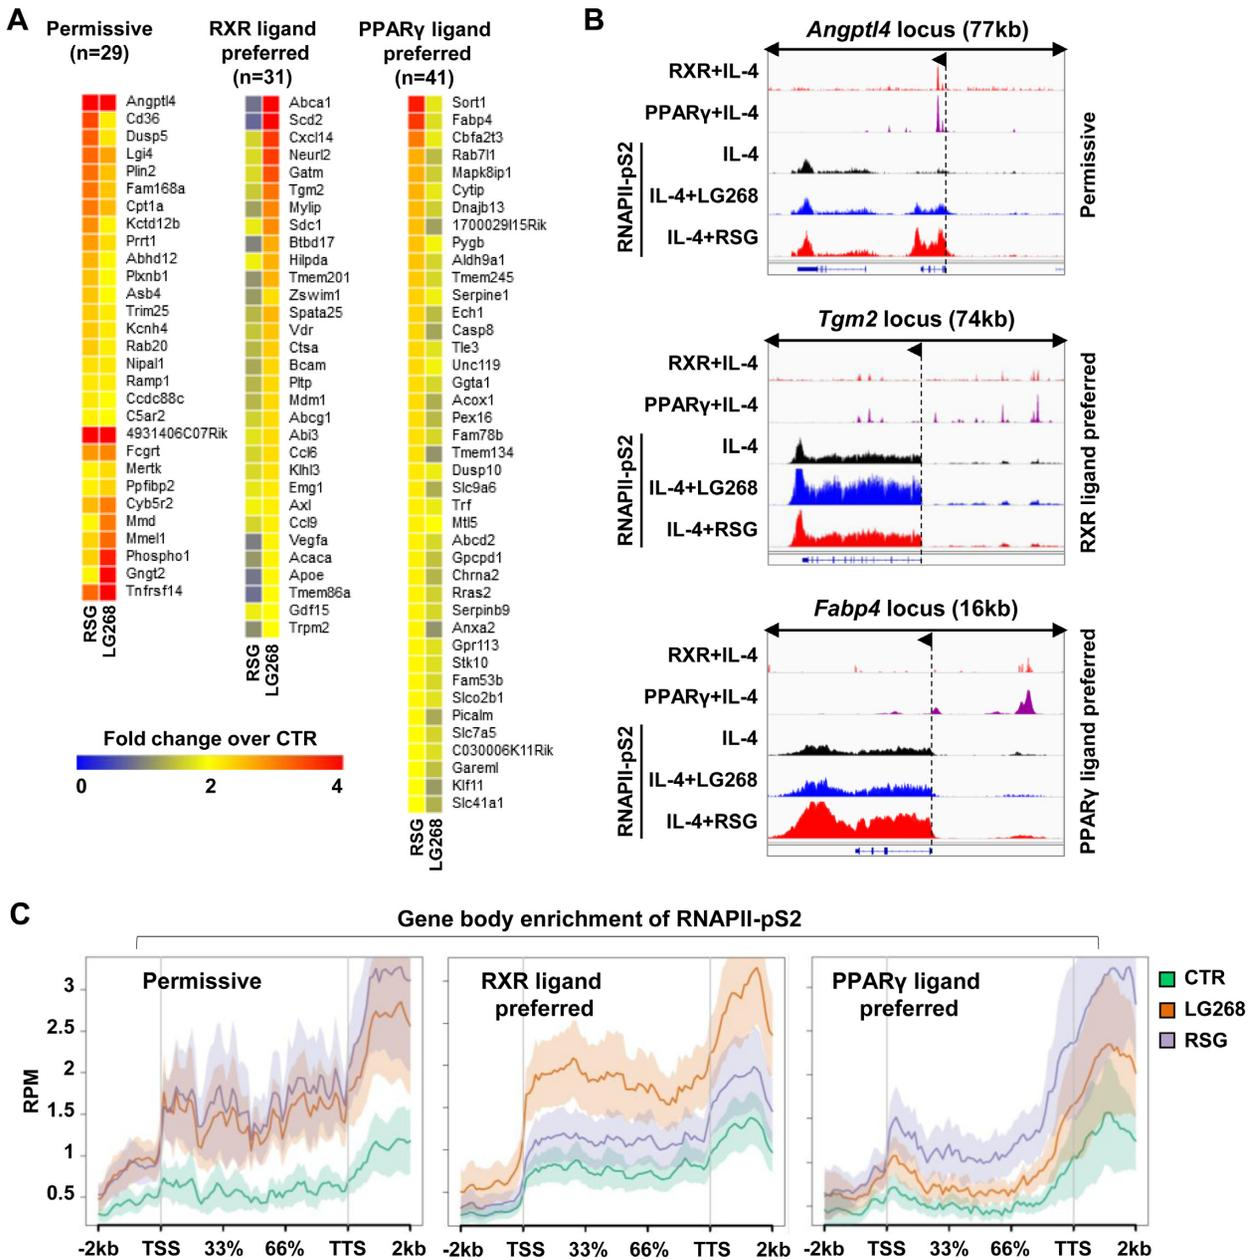 A
Permissive
(n=29)
RXR ligand
preferred
(n=31)
PPARγ ligand
preferred
(n=41)
Angptl4
Cd36
Dusp5
Lgi4
Plin2
Fam168a
Cpt1a
Kctd12b
Prrt1
Abhd12
Plxnb1
Asb4
Trim25
Kcnh4
Rab20
Nipal1
Ramp1
Ccdc88c
C5ar2
4931406C07Rik
Fcgrt
Mertk
Ppfibp2
Cyb5r2
Mmd
Mmel1
Phospho1
Gngt2
Tnfrsf14
RSG
LG268
Abca1
Scd2
Cxcl14
Neurl2
Gatm
Tgm2
Mylip
Sdc1
Btbd17
Hilpda
Tmem201
Zswim1
Spata25
Vdr
Ctsa
Bcam
Pltp
Mdm1
Abcg1
Abi3
Ccl6
Klhl3
Emg1
Axl
Ccl9
Vegfa
Acaca
Apoe
Tmem86a
Gdf15
Trpm2
RSG
LG268
Sort1
Fabp4
Cbfa2t3
Rab7l1
Mapk8ip1
Cytip
Dnajb13
1700029I15Rik
Pygb
Aldh9a1
Tmem245
Serpine1
Ech1
Casp8
Tle3
Unc119
Ggta1
Acox1
Pex16
Fam78b
Tmem134
Dusp10
Slc9a6
Trf
Mtl5
Abcd2
Gpcpd1
Chrna2
Rras2
Serpinb9
Anxa2
Gpr113
Stk10
Fam53b
Slco2b1
Picalm
Slc7a5
C030006K11Rik
Gareml
Klf11
Slc41a1
RSG
LG268
Fold change over CTR
0 2 4
B
Angptl4 locus (77kb)
RXR+IL-4
PPARγ+IL-4
IL-4
IL-4+LG268
IL-4+RSG
RNAPII-pS2
Permissive
Tgm2 locus (74kb)
RXR+IL-4
PPARγ+IL-4
IL-4
IL-4+LG268
IL-4+RSG
RNAPII-pS2
RXR ligand preferred
Fabp4 locus (16kb)
RXR+IL-4
PPARγ+IL-4
IL-4
IL-4+LG268
IL-4+RSG
RNAPII-pS2
PPARγ ligand preferred
C
Gene body enrichment of RNAPII-pS2
Permissive
RXR ligand
preferred
PPARγ ligand
preferred
CTR
LG268
RSG
RPM
3
2.5
2
1.5
1
0.5
-2kb TSS 33% 66% TTS 2kb
-2kb TSS 33% 66% TTS 2kb
-2kb TSS 33% 66% TTS 2kb